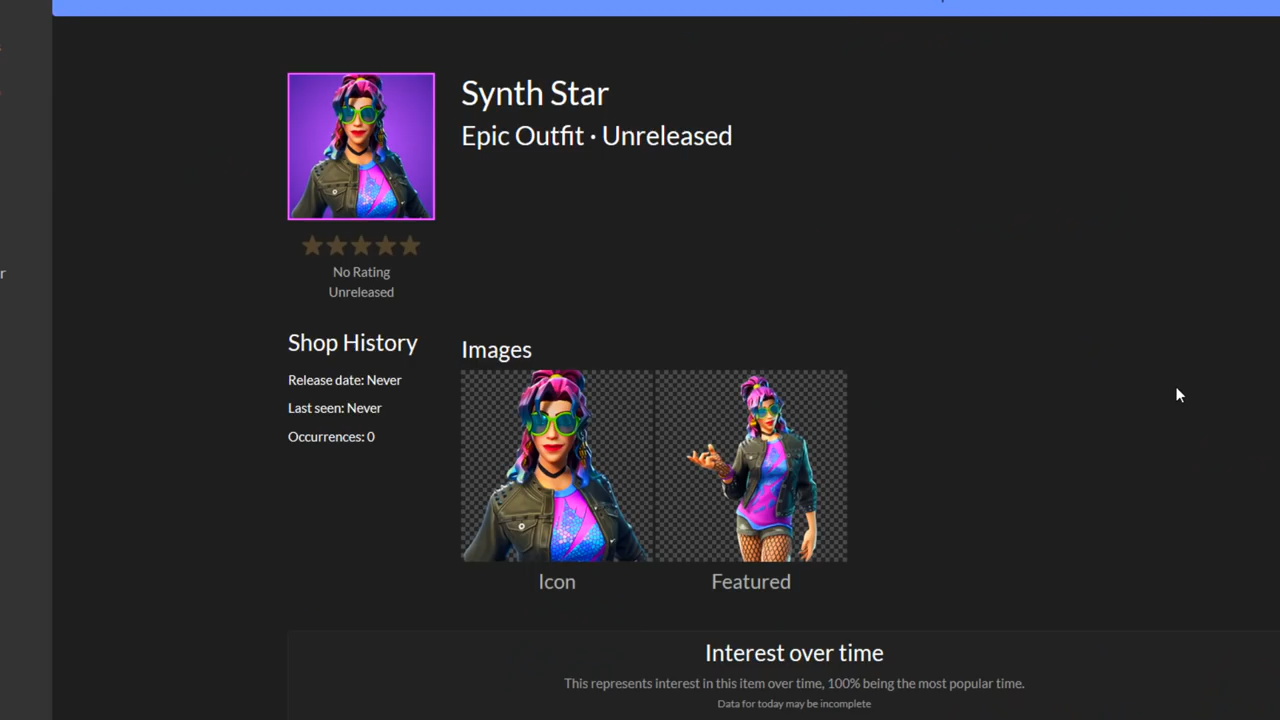 Synth Star
Epic Outfit · Unreleased
No Rating
Unreleased
Shop History
Release date: Never
Last seen: Never
Occurrences: 0
Images
Icon
Featured
Interest over time
This represents interest in this item over time, 100% being the most popular time.
Data for today may be incomplete
r